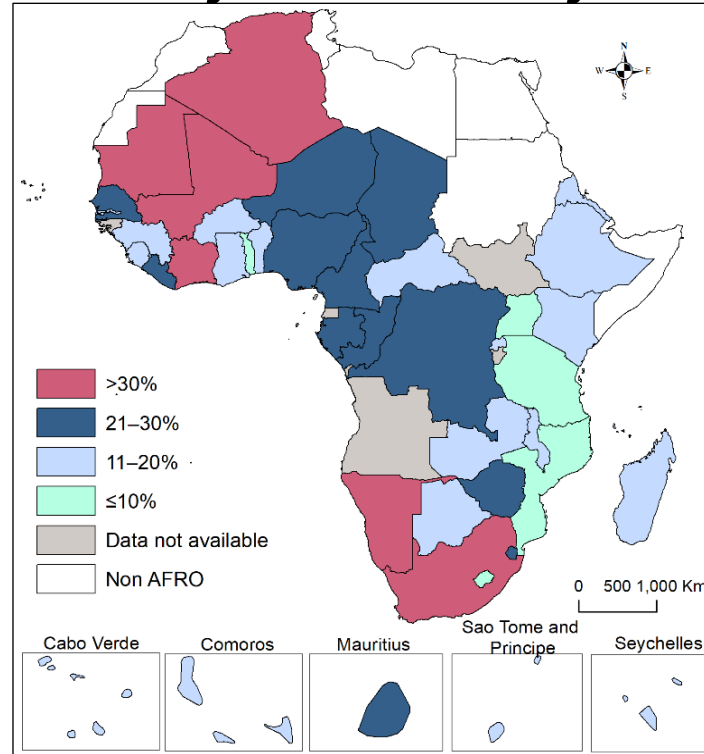 N
W E
S
>30%
21–30%
11–20%
≤10%
Data not available
Non AFRO
0 500 1,000 Km
Cabo Verde
Comoros
Mauritius
Sao Tome and
Principe
Seychelles